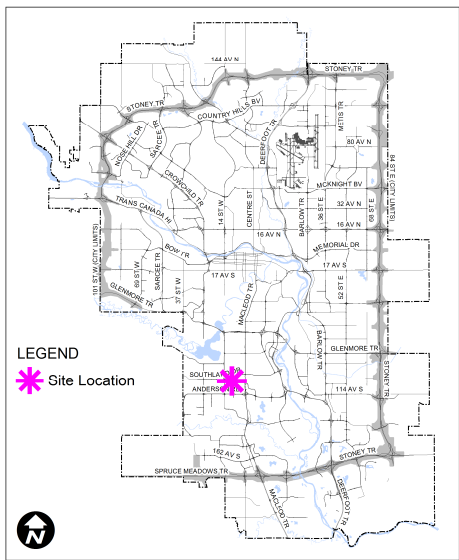 144 AV N
STONEY TR
STONEY TR
COUNTRY HILLS BV
METIS TR
NOSE HILL DR
SARCEE TR
DEERFOOT TR
80 AV N
84 ST E (CITY LIMITS)
CROWCHILD TR
MCKNIGHT BV
TRANS CANADA HI
14 ST W
CENTRE ST
BARLOW TR
36 ST E
32 AV N
68 ST E
16 AV N
16 AV N
101 ST W (CITY LIMITS)
BOW TR
MEMORIAL DR
69 ST W
SARCEE TR
37 ST W
17 AV S
17 AV S
GLENMORE TR
MACLEOD TR
52 ST E
BARLOW TR
GLENMORE TR
LEGEND
Site Location
ANDERSON
114 AV S
STONEY TR
162 AV S
STONEY TR
SPRUCE MEADOWS TR
MACLEOD TR
DEERFOOT TR
N